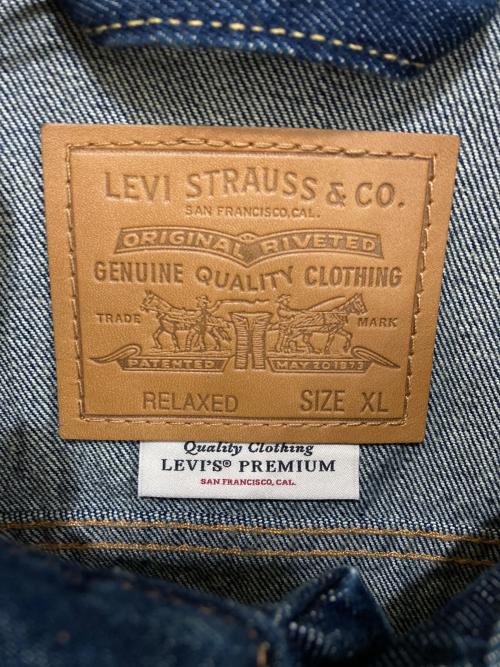 LEVI STRAUSS & CO.
SAN FRANCISCO, CAL.
ORIGINAL RIVETED
GENUINE QUALITY CLOTHING
TRADE MARK
PATENTED MAY 20 1873
RELAXED SIZE XL
Quality Clothing
LEVI'S® PREMIUM
SAN FRANCISCO, CAL.